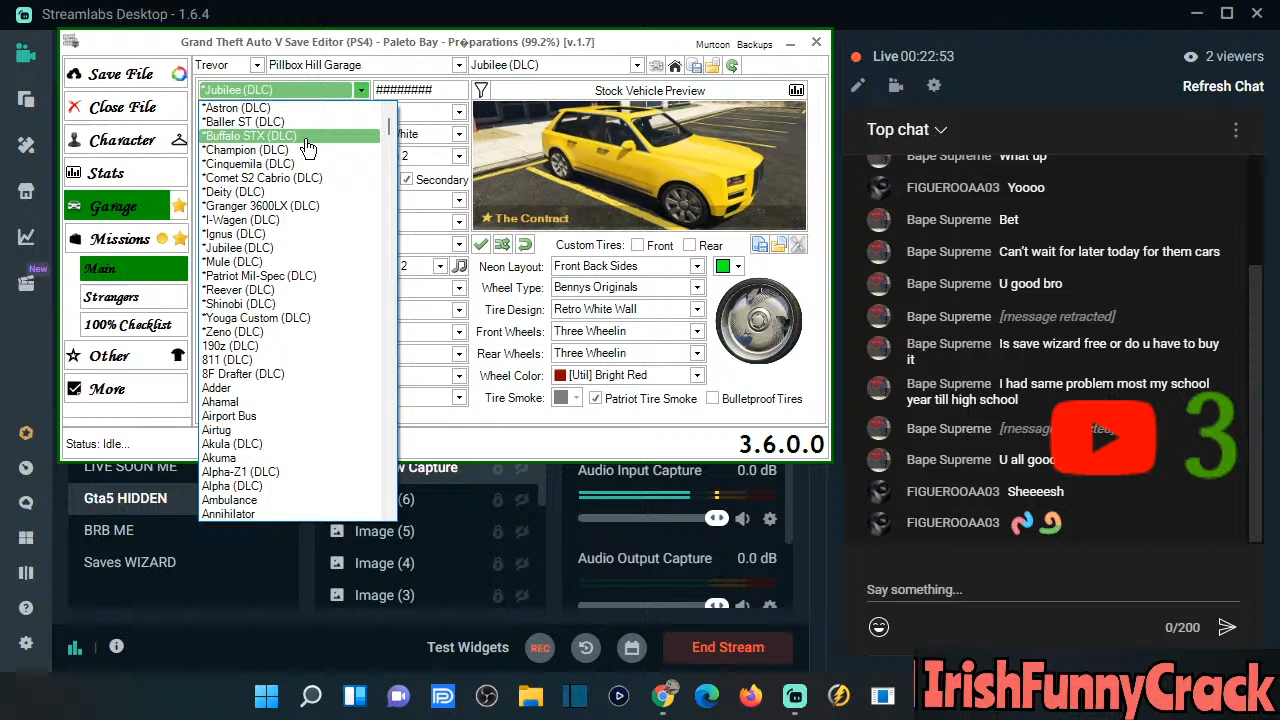 Streamlabs Desktop - 1.6.4
Grand Theft Auto V Save Editor (PS4) - Paleto Bay - Pr�parations (99.2%) [v.1.7]
Murtcon Backups
Save File
Close File
Character
Stats
Garage
Missions
Main
Strangers
100% Checklist
Other
More
Status: Idle...
Trevor
Pillbox Hill Garage
Jubilee (DLC)
*Jubilee (DLC)
########
Stock Vehicle Preview
*Astron (DLC)
*Baller ST (DLC)
*Buffalo STX (DLC)
*Champion (DLC)
*Cinquemila (DLC)
*Comet S2 Cabrio (DLC)
*Deity (DLC)
*Granger 3600LX (DLC)
*I-Wagen (DLC)
*Ignus (DLC)
*Jubilee (DLC)
*Mule (DLC)
*Patriot Mil-Spec (DLC)
*Reever (DLC)
*Shinobi (DLC)
*Youga Custom (DLC)
*Zeno (DLC)
190z (DLC)
811 (DLC)
8F Drafter (DLC)
Adder
Ahamal
Airport Bus
Airtug
Akula (DLC)
Akuma
Alpha-Z1 (DLC)
Alpha (DLC)
Ambulance
Annihilator
White
2
Secondary
2
The Contract
Custom Tires: Front Rear
Neon Layout: Front Back Sides
Wheel Type: Bennys Originals
Tire Design: Retro White Wall
Front Wheels: Three Wheelin
Rear Wheels: Three Wheelin
Wheel Color: [Util] Bright Red
Tire Smoke: Patriot Tire Smoke Bulletproof Tires
3.6.0.0
New
LIVE SOON ME
Gta5 HIDDEN
BRB ME
Saves WIZARD
Capture
(6)
Image (5)
Image (4)
Image (3)
Audio Input Capture 0.0 dB
Audio Output Capture 0.0 dB
Test Widgets
REC
End Stream
Live 00:22:53
2 viewers
Refresh Chat
Top chat
Bape Supreme What up
FIGUEROOAA03 Yoooo
Bape Supreme Bet
Bape Supreme Can't wait for later today for them cars
Bape Supreme U good bro
Bape Supreme [message retracted]
Bape Supreme Is save wizard free or do u have to buy
it
Bape Supreme I had same problem most my school
year till high school
Bape Supreme
Bape Supreme U all good
FIGUEROOAA03 Sheeeesh
FIGUEROOAA03
3
Say something...
0/200
IrishFunnyCrack